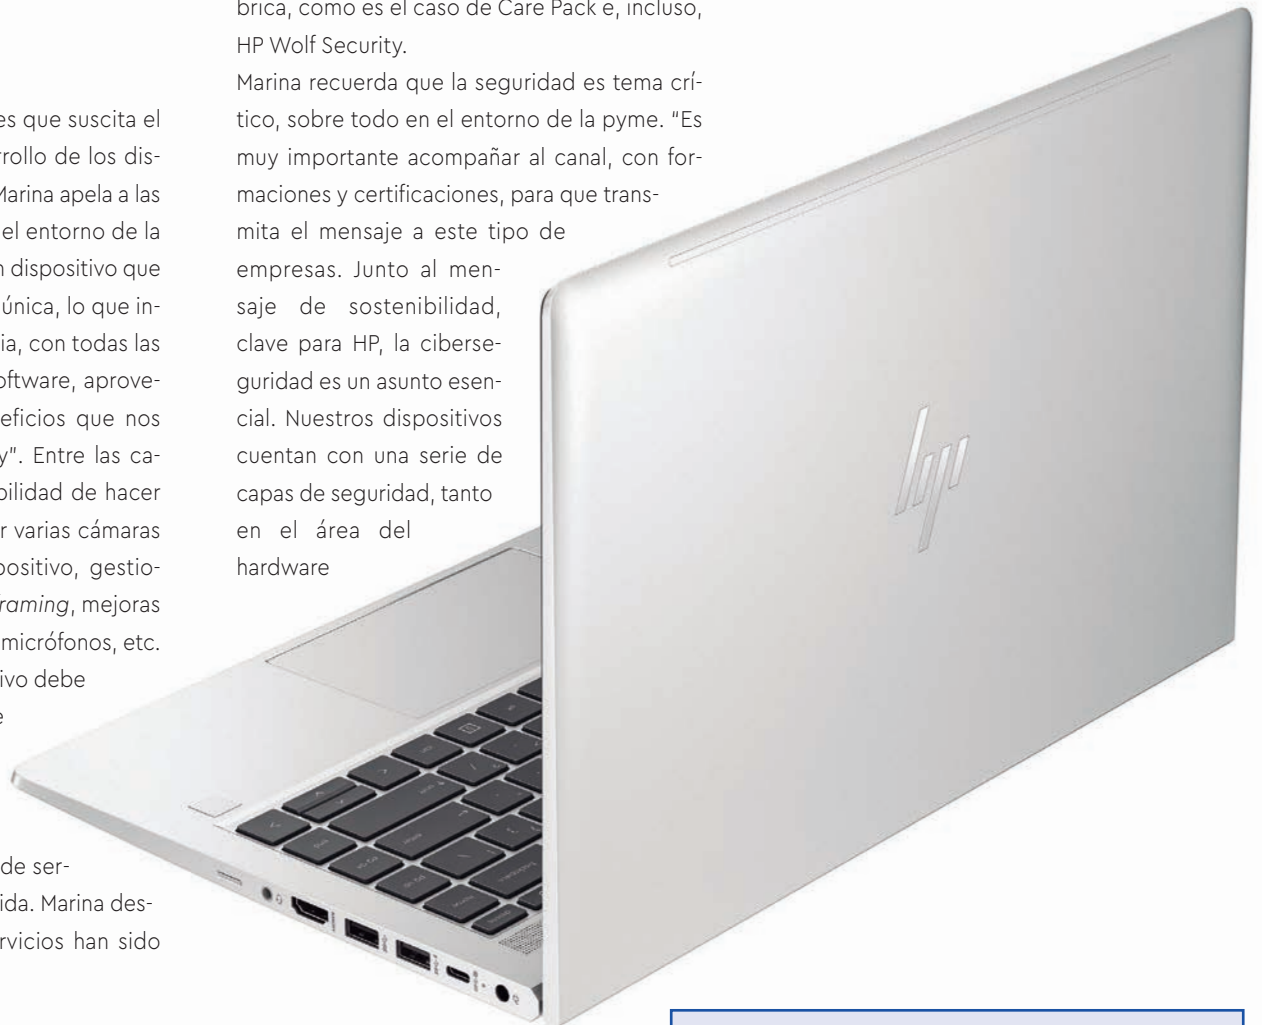 es que suscita el
rrollo de los dis-
Marina apela a las
el entorno de la
n dispositivo que
única, lo que in-
ia, con todas las
oftware, aprove-
eficios que nos
y". Entre las ca-
bilidad de hacer
r varias cámaras
positivo, gestio-
raming, mejoras
micrófonos, etc.
ivo debe
e
de ser-
ida. Marina des-
rvicios han sido
brica, como es el caso de Care Pack e, incluso,
HP Wolf Security.
Marina recuerda que la seguridad es tema crí-
tico, sobre todo en el entorno de la pyme. "Es
muy importante acompañar al canal, con for-
maciones y certificaciones, para que trans-
mita el mensaje a este tipo de
empresas. Junto al men-
saje de sostenibilidad,
clave para HP, la ciberse-
guridad es un asunto esen-
cial. Nuestros dispositivos
cuentan con una serie de
capas de seguridad, tanto
en el área del
hardware
hp